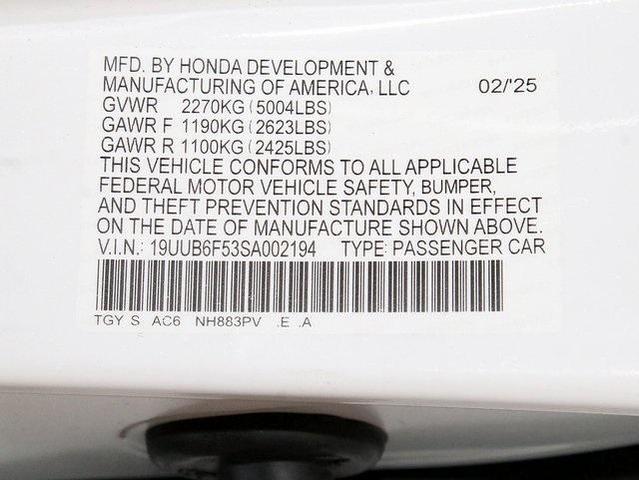 MFD. BY HONDA DEVELOPMENT &
MANUFACTURING OF AMERICA, LLC 02/'25
GVWR 2270KG (5004LBS)
GAWR F 1190KG (2623LBS)
GAWR R 1100KG (2425LBS)
THIS VEHICLE CONFORMS TO ALL APPLICABLE
FEDERAL MOTOR VEHICLE SAFETY, BUMPER,
AND THEFT PREVENTION STANDARDS IN EFFECT
ON THE DATE OF MANUFACTURE SHOWN ABOVE.
V.I.N.: 19UUB6F53SA002194 TYPE: PASSENGER CAR
TGY S AC6 NH883PV .E .A